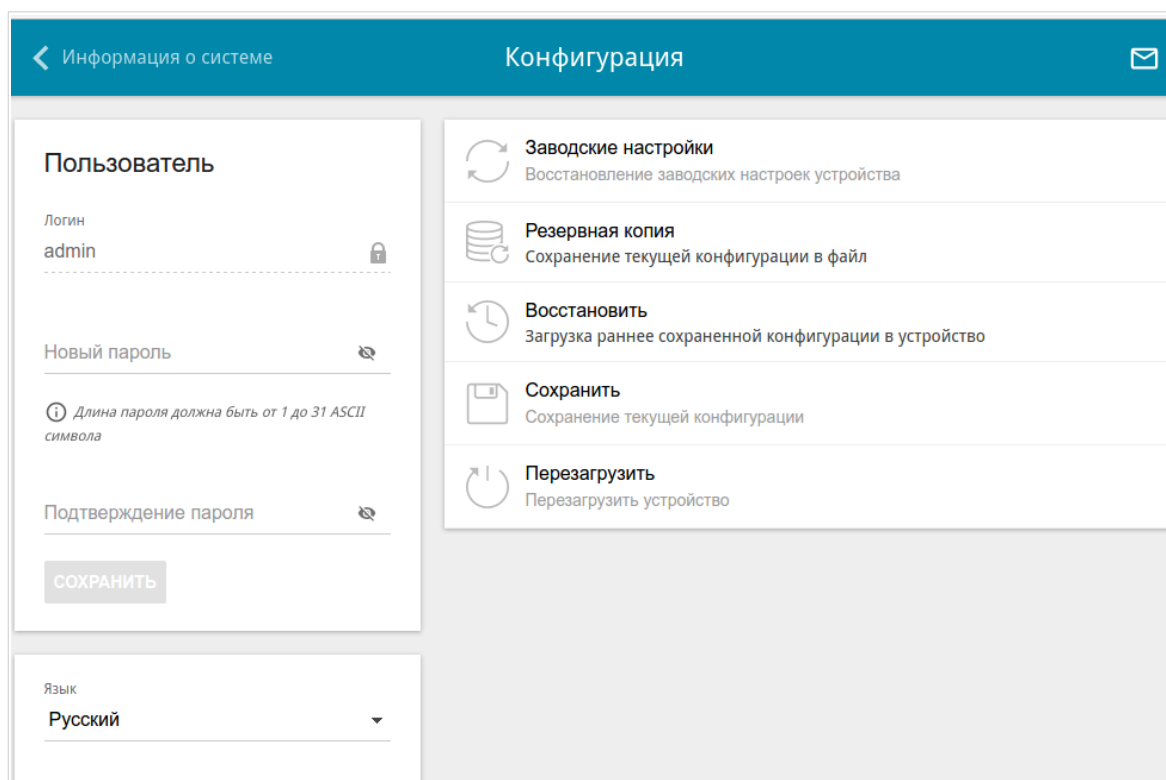 Информация о системе
Конфигурация
Пользователь
Логин
admin
Новый пароль
Длина пароля должна быть от 1 до 31 ASCII
символа
Подтверждение пароля
СОХРАНИТЬ
Язык
Русский
Заводские настройки
Восстановление заводских настроек устройства
Резервная копия
Сохранение текущей конфигурации в файл
Восстановить
Загрузка раннее сохраненной конфигурации в устройство
Сохранить
Сохранение текущей конфигурации
Перезагрузить
Перезагрузить устройство